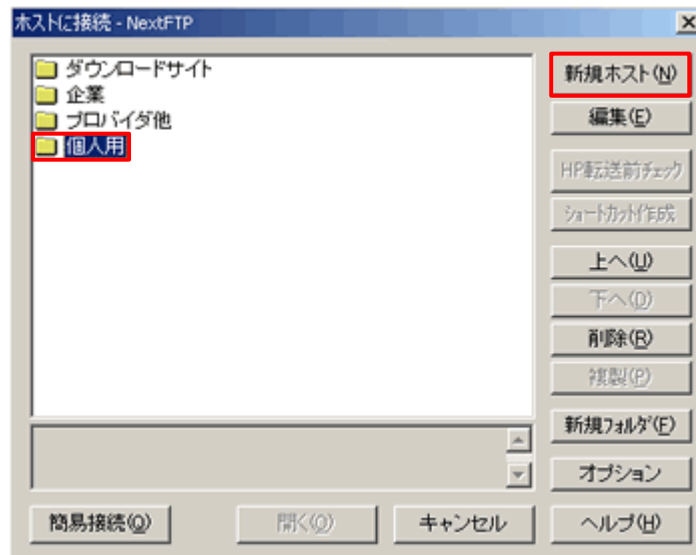 ホストに接続 - NextFTP
ダウンロードサイト
企業
プロバイダ他
個人用
新規ホスト(N)
編集(E)
HP転送前チェック
ショートカット作成
上へ(U)
下へ(D)
削除(R)
複製(P)
新規フォルダ(F)
オプション
簡易接続(Q)
開く(O)
キャンセル
ヘルプ(H)